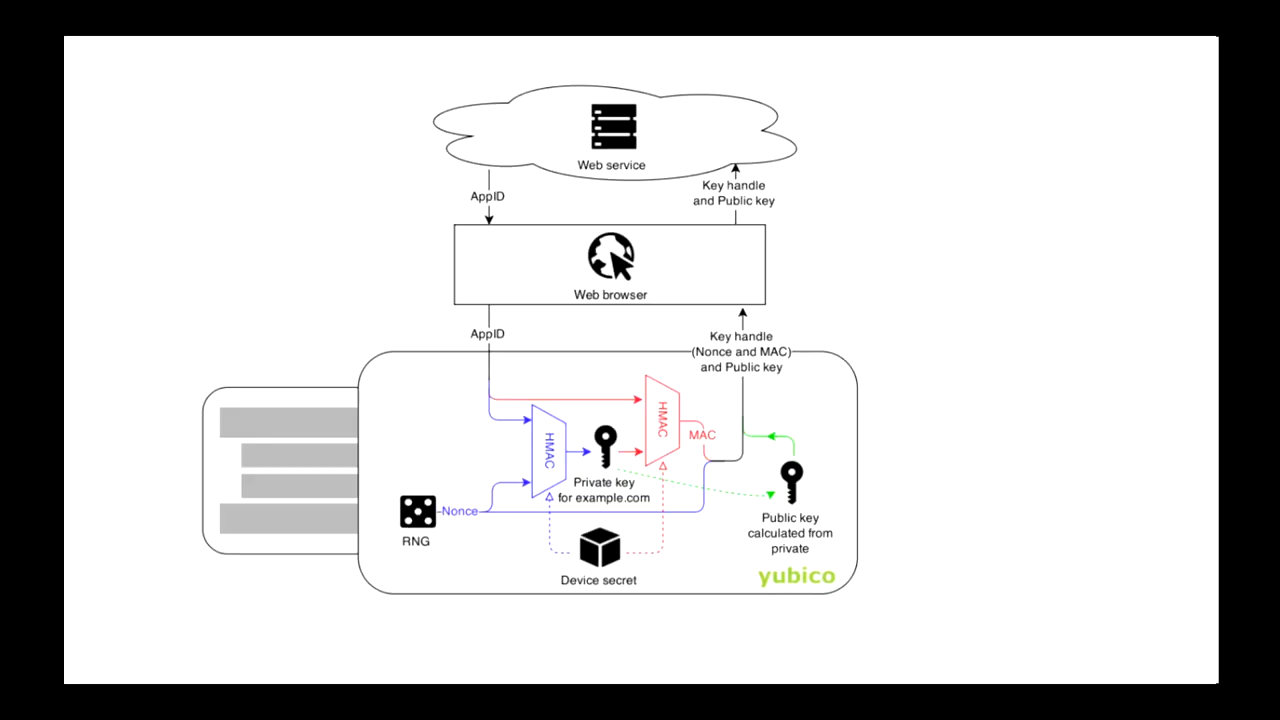 Web service
AppID
Key handle
and Public key
Web browser
AppID
Key handle
(Nonce and MAC)
and Public key
HMAC
HMAC
MAC
Private key
for example.com
Nonce
RNG
Device secret
Public key
calculated from
private
yubico